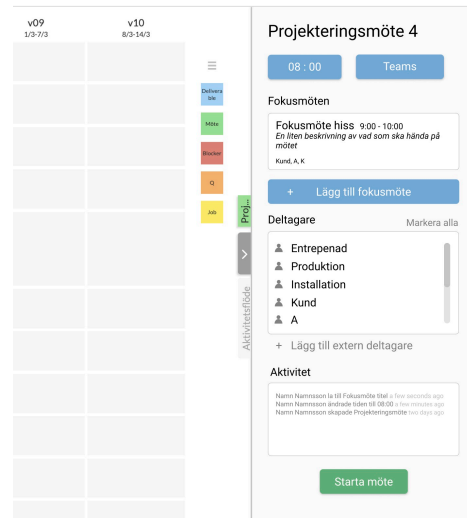 v09
1/3-7/3
v10
8/3-14/3
Delivera
ble
Möte
Blocker
Q
Job
Proj...
Aktivitetsflöde
Projekteringsmöte 4
08 : 00
Teams
Fokusmöten
Fokusmöte hiss 9:00 - 10:00
En liten beskrivning av vad som ska hända på
mötet
Kund, A, K
+ Lägg till fokusmöte
Deltagare
Markera alla
Entrepenad
Produktion
Installation
Kund
A
+ Lägg till extern deltagare
Aktivitet
Namn Namnsson la till Fokusmöte titel a few seconds ago
Namn Namnsson ändrade tiden till 08:00 a few minutes ago
Namn Namnsson skapade Projekteringsmöte two days ago
Starta möte